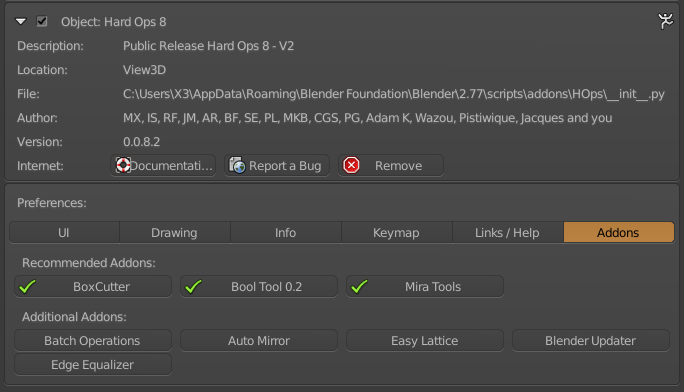 Object: Hard Ops 8
Description: Public Release Hard Ops 8 - V2
Location: View3D
File: C:\Users\X3\AppData\Roaming\Blender Foundation\Blender\2.77\scripts\addons\HOps\__init__.py
Author: MX, IS, RF, JM, AR, BF, SE, PL, MKB, CGS, PG, Adam K, Wazou, Pistiwique, Jacques and you
Version: 0.0.8.2
Internet: Documentati... Report a Bug Remove
Preferences:
UI Drawing Info Keymap Links / Help Addons
Recommended Addons:
BoxCutter Bool Tool 0.2 Mira Tools
Additional Addons:
Batch Operations Auto Mirror Easy Lattice Blender Updater
Edge Equalizer